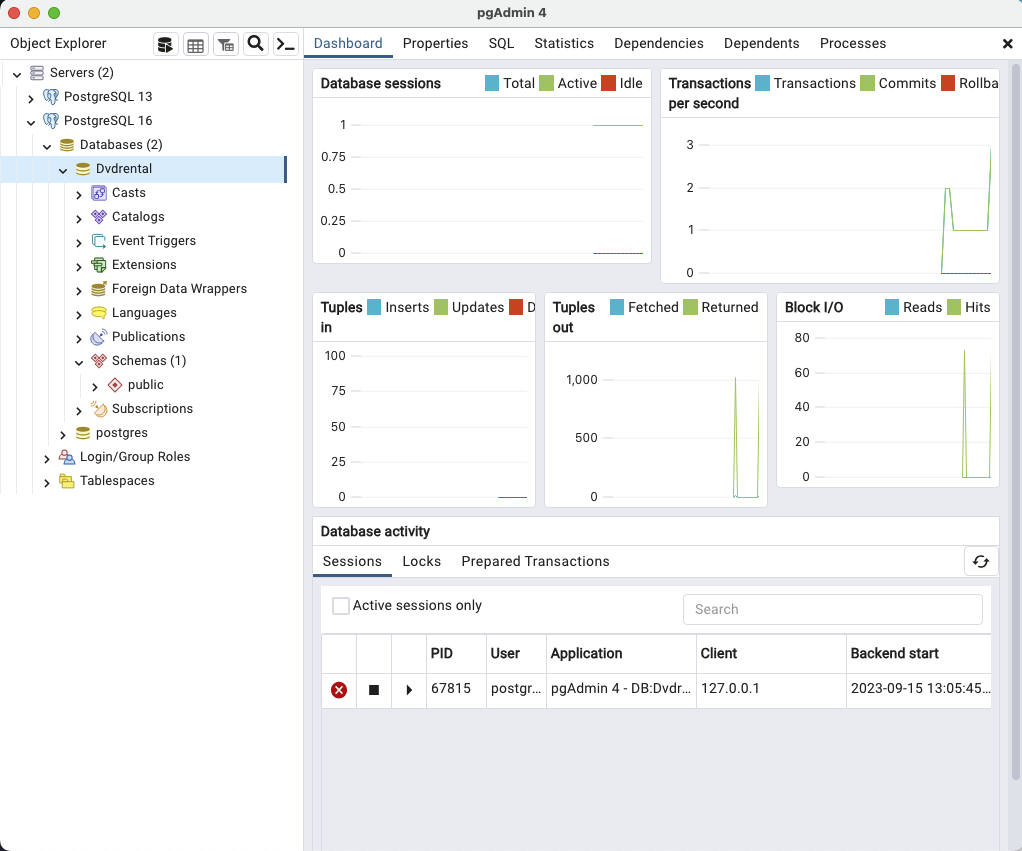 pgAdmin 4
Object Explorer
Dashboard Properties SQL Statistics Dependencies Dependents Processes
Servers (2)
PostgreSQL 13
PostgreSQL 16
Databases (2)
Dvdrental
Casts
Catalogs
Event Triggers
Extensions
Foreign Data Wrappers
Languages
Publications
Schemas (1)
public
Subscriptions
postgres
Login/Group Roles
Tablespaces
Database sessions Total Active Idle
1
0.75
0.5
0.25
0
Transactions per second Transactions Commits Rollba
3
2
1
0
Tuples in Inserts Updates D
100
75
50
25
0
Tuples out Fetched Returned
1,000
500
0
Block I/O Reads Hits
80
60
40
20
0
Database activity
Sessions Locks Prepared Transactions
Active sessions only Search
PID User Application Client Backend start
67815 postgr... pgAdmin 4 - DB:Dvdr... 127.0.0.1 2023-09-15 13:05:45...